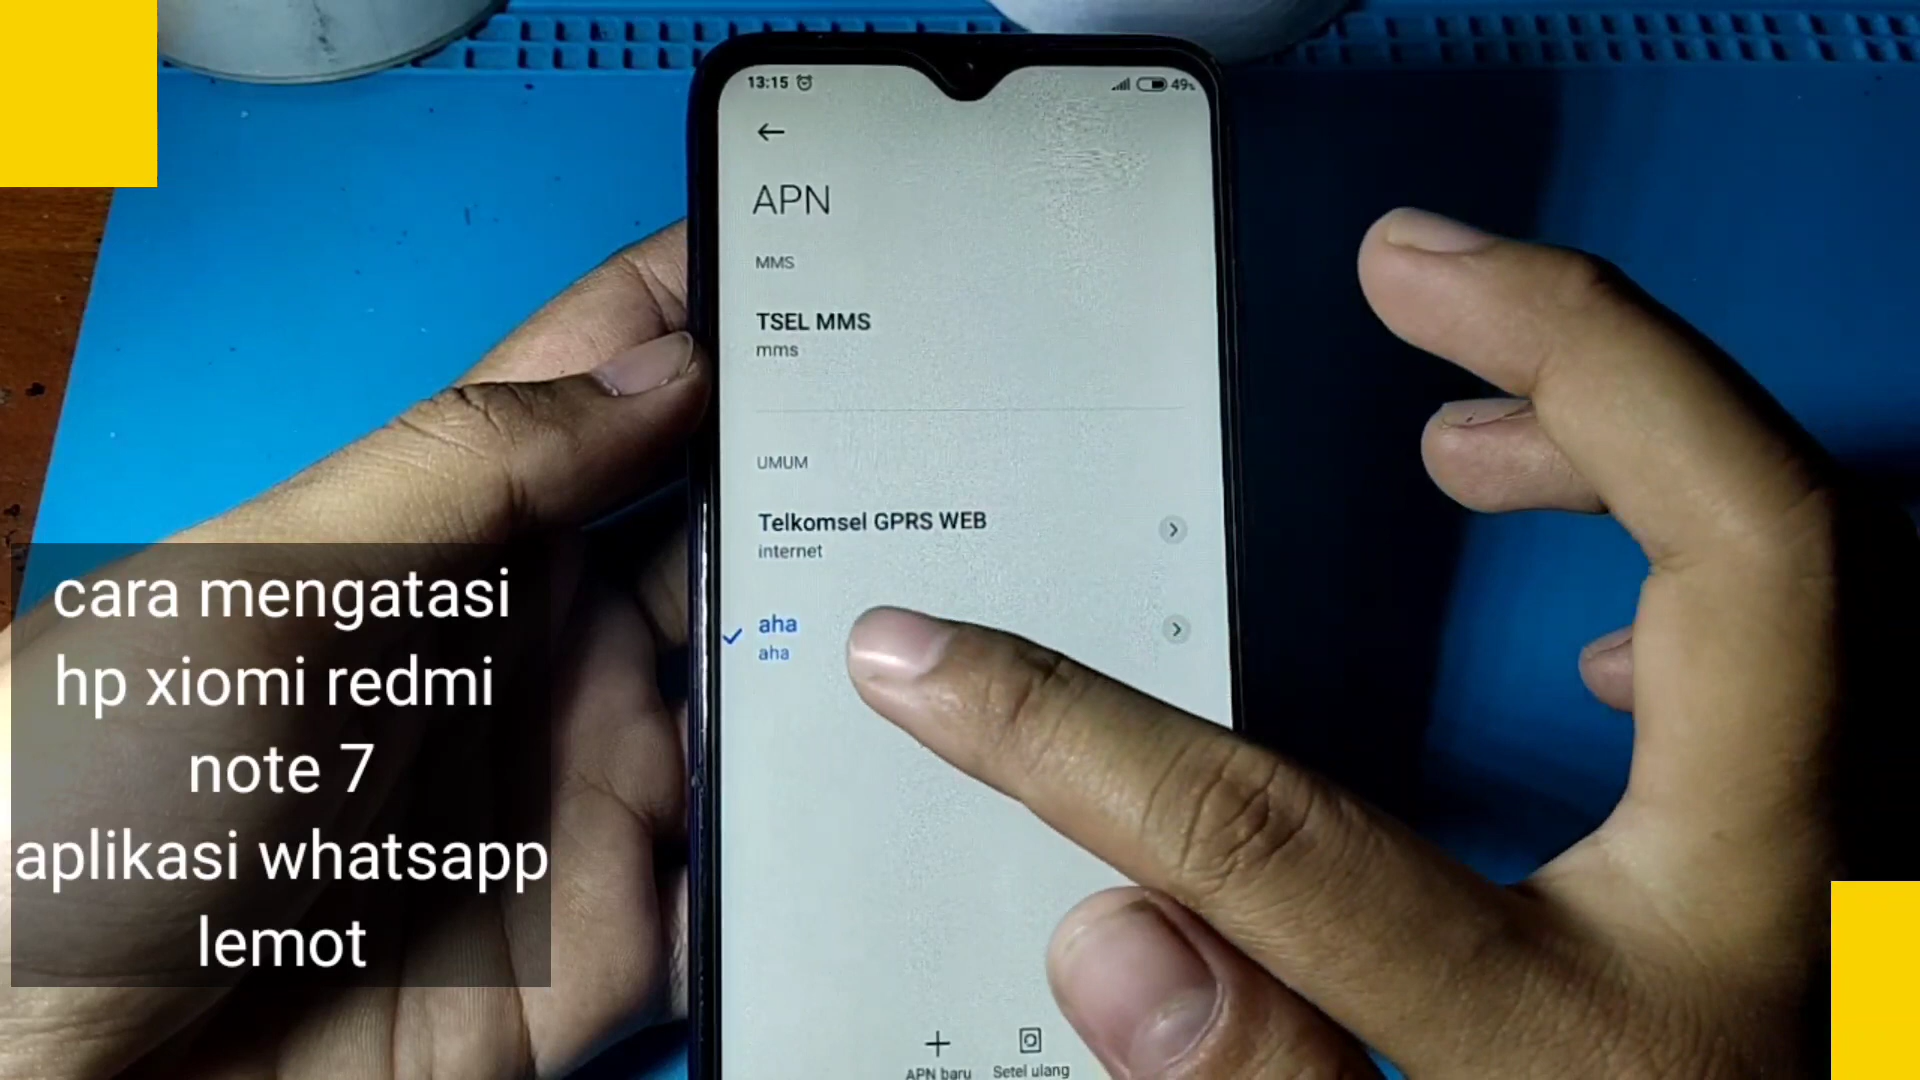 13:15
49%
APN
MMS
TSEL MMS
mms
UMUM
Telkomsel GPRS WEB
internet
aha
aha
APN baru
Setel ulang
cara mengatasi
hp xiomi redmi
note 7
aplikasi whatsapp
lemot